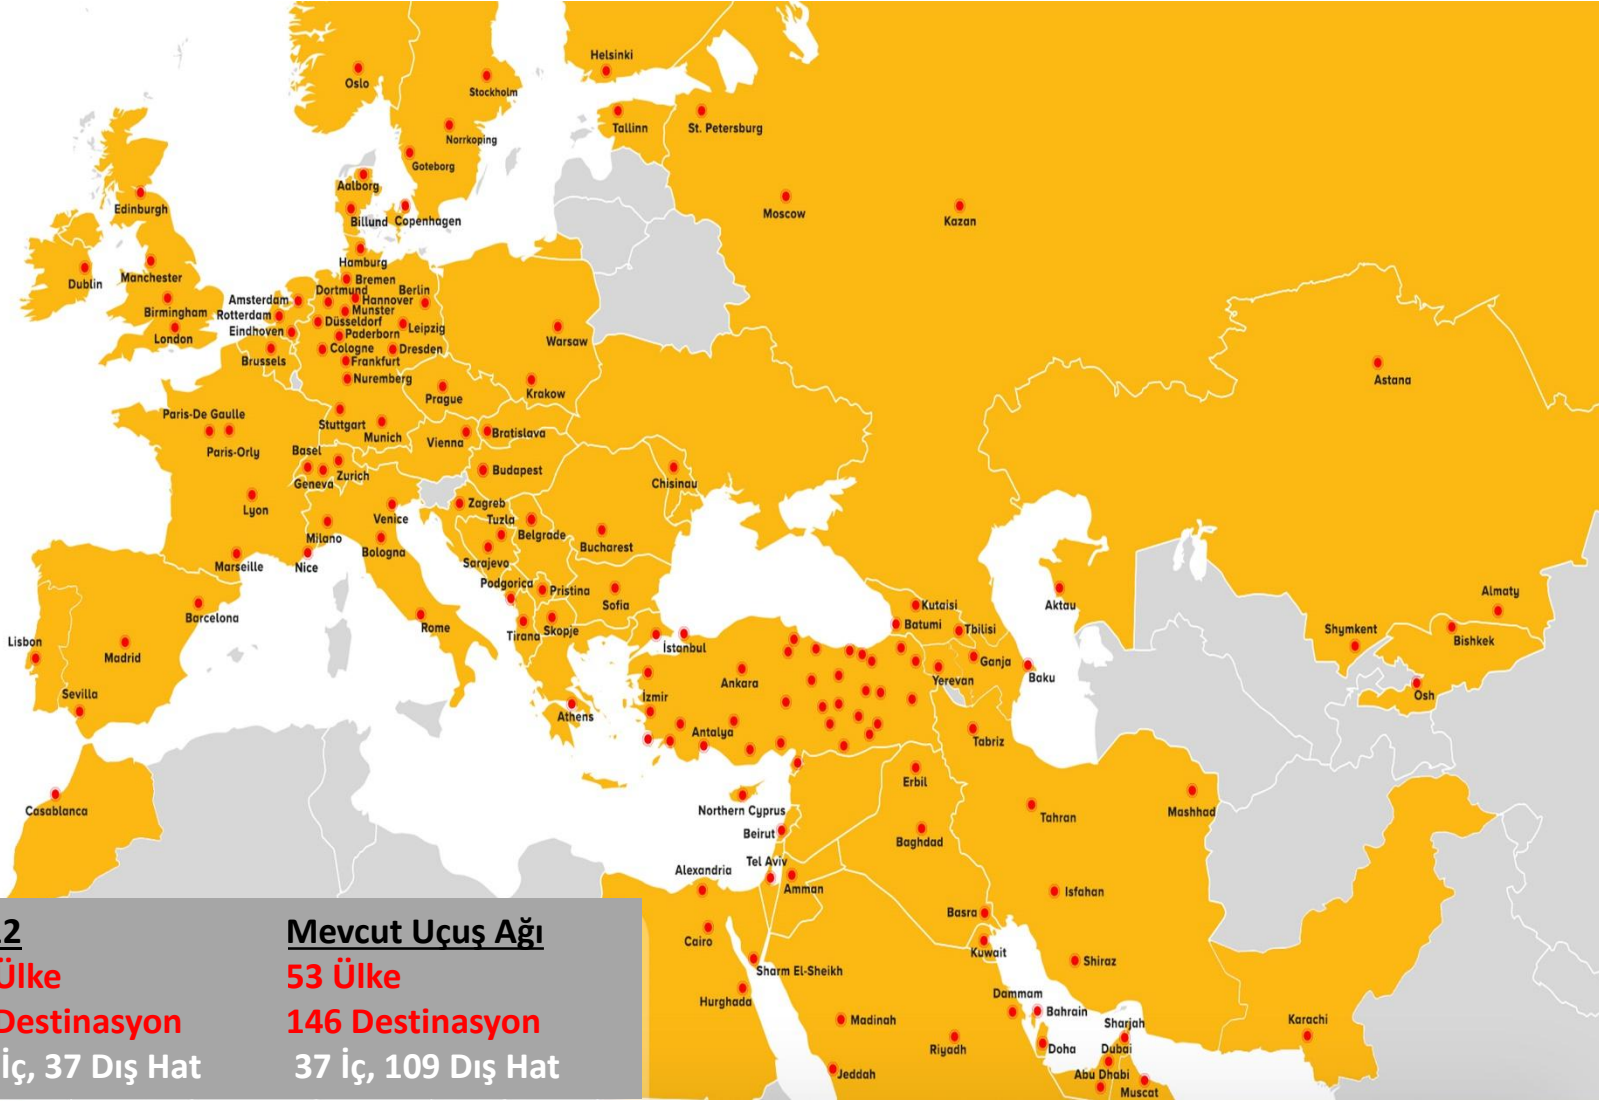 Helsinki
Oslo
Stockholm
Tallinn
St. Petersburg
Norrkoping
Goteborg
Aalborg
Edinburgh
Billund
Copenhagen
Moscow
Kazan
Hamburg
Dublin
Manchester
Bremen
Dortmund
Berlin
Amsterdam
Hannover
Birmingham
Rotterdam
Munster
Düsseldorf
Leipzig
Eindhoven
Paderborn
London
Warsaw
Brussels
Cologne
Dresden
Frankfurt
Nuremberg
Astana
Prague
Krakow
Paris-De Gaulle
Stuttgart
Munich
Vienna
Bratislava
Paris-Orly
Basel
Zurich
Geneva
Budapest
Chisinau
Lyon
Zagreb
Venice
Tuzla
Belgrade
Milano
Bologna
Bucharest
Marseille
Nice
Sarajevo
Podgorica
Pristina
Sofia
Almaty
Aktau
Kutaisi
Barcelona
Rome
Tirana
Skopje
Batumi
Tbilisi
Shymkent
Bishkek
Lisbon
Madrid
İstanbul
Ganja
Ankara
Yerevan
Baku
Sevilla
İzmir
Osh
Athens
Antalya
Tabriz
Erbil
Casablanca
Northern Cyprus
Tahran
Mashhad
Beirut
Baghdad
Tel Aviv
Alexandria
Amman
Isfahan
Basra
Cairo
Kuwait
Sharm El-Sheikh
Shiraz
Hurghada
Dammam
Bahrain
Madinah
Sharjah
Karachi
Riyadh
Doha
Dubai
Jeddah
Abu Dhabi
Muscat
2
Ülke
Destinasyon
İç, 37 Dış Hat
Mevcut Uçuş Ağı
53 Ülke
146 Destinasyon
37 İç, 109 Dış Hat